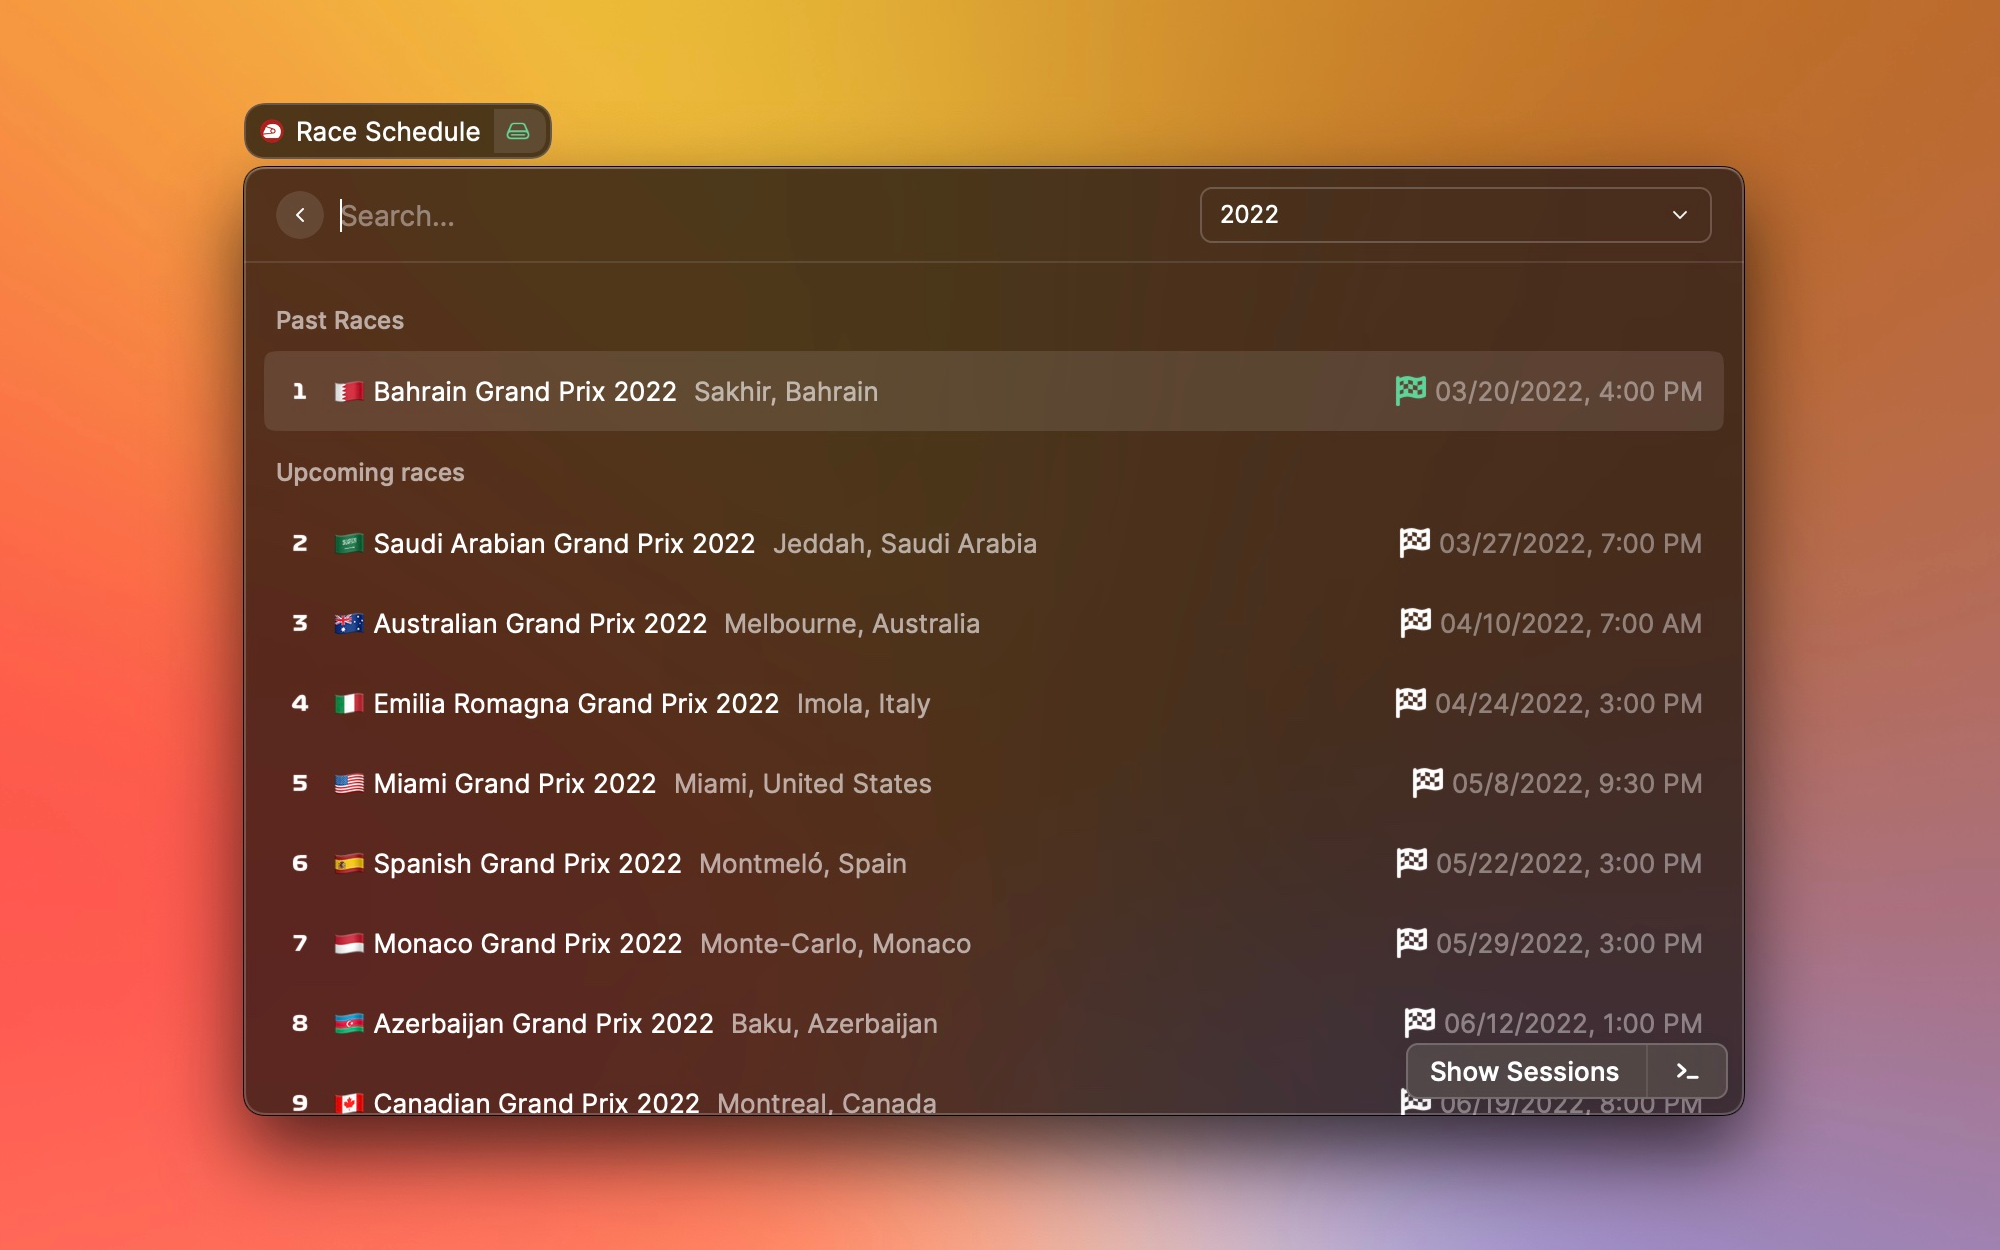 Race Schedule
Search...
2022
Past Races
1 Bahrain Grand Prix 2022 Sakhir, Bahrain 03/20/2022, 4:00 PM
Upcoming races
2 Saudi Arabian Grand Prix 2022 Jeddah, Saudi Arabia 03/27/2022, 7:00 PM
3 Australian Grand Prix 2022 Melbourne, Australia 04/10/2022, 7:00 AM
4 Emilia Romagna Grand Prix 2022 Imola, Italy 04/24/2022, 3:00 PM
5 Miami Grand Prix 2022 Miami, United States 05/8/2022, 9:30 PM
6 Spanish Grand Prix 2022 Montmeló, Spain 05/22/2022, 3:00 PM
7 Monaco Grand Prix 2022 Monte-Carlo, Monaco 05/29/2022, 3:00 PM
8 Azerbaijan Grand Prix 2022 Baku, Azerbaijan 06/12/2022, 1:00 PM
Show Sessions
9 Canadian Grand Prix 2022 Montreal, Canada 06/19/2022, 8:00 PM